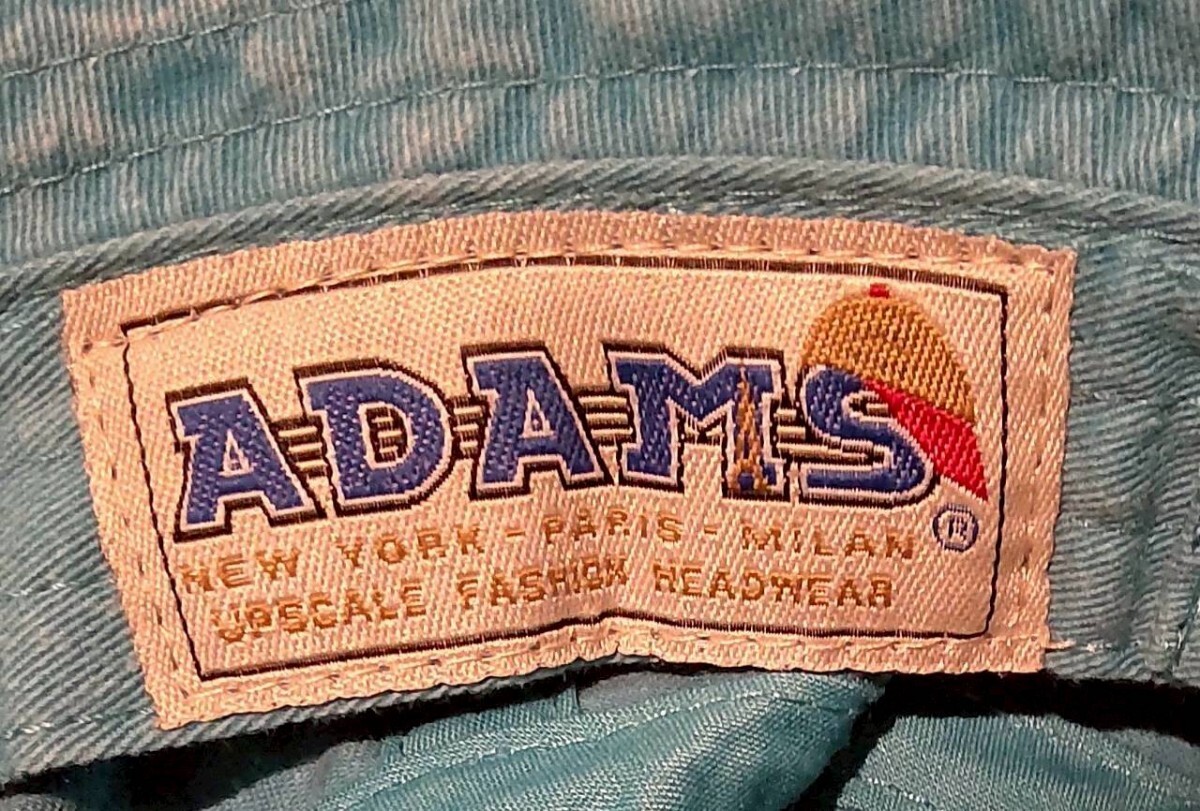 ADAMS ®
NEW YORK - PARIS - MILAN
UPSCALE FASHION HEADWEAR